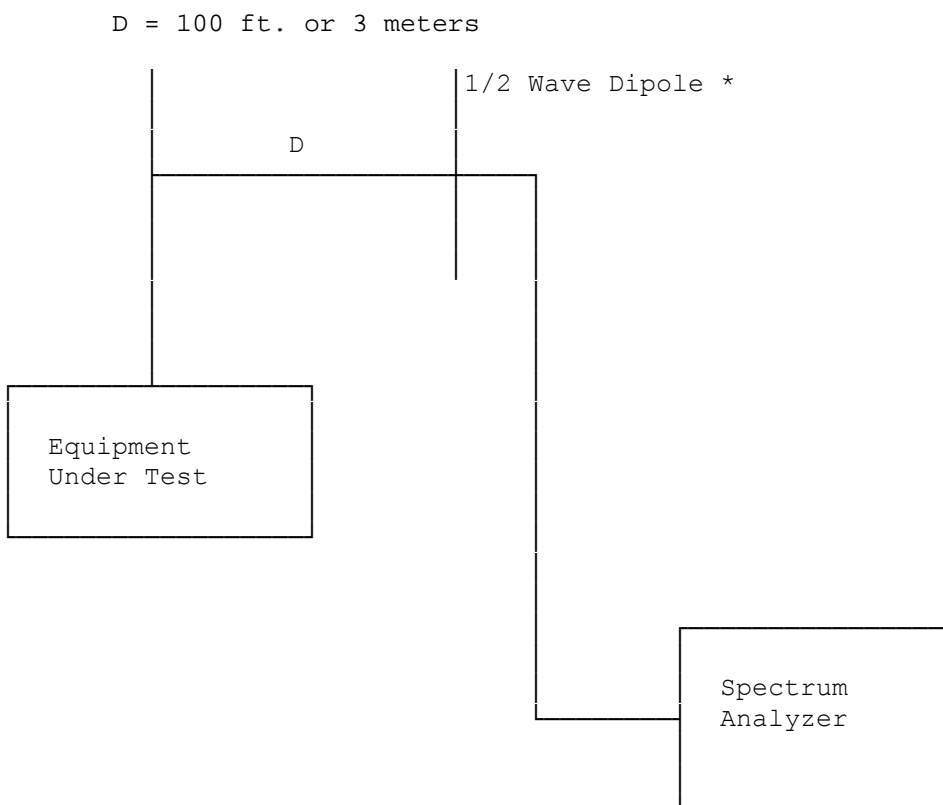 D = 100 ft. or 3 meters
1/2 Wave Dipole *
D
Equipment
Under Test
Spectrum
Analyzer